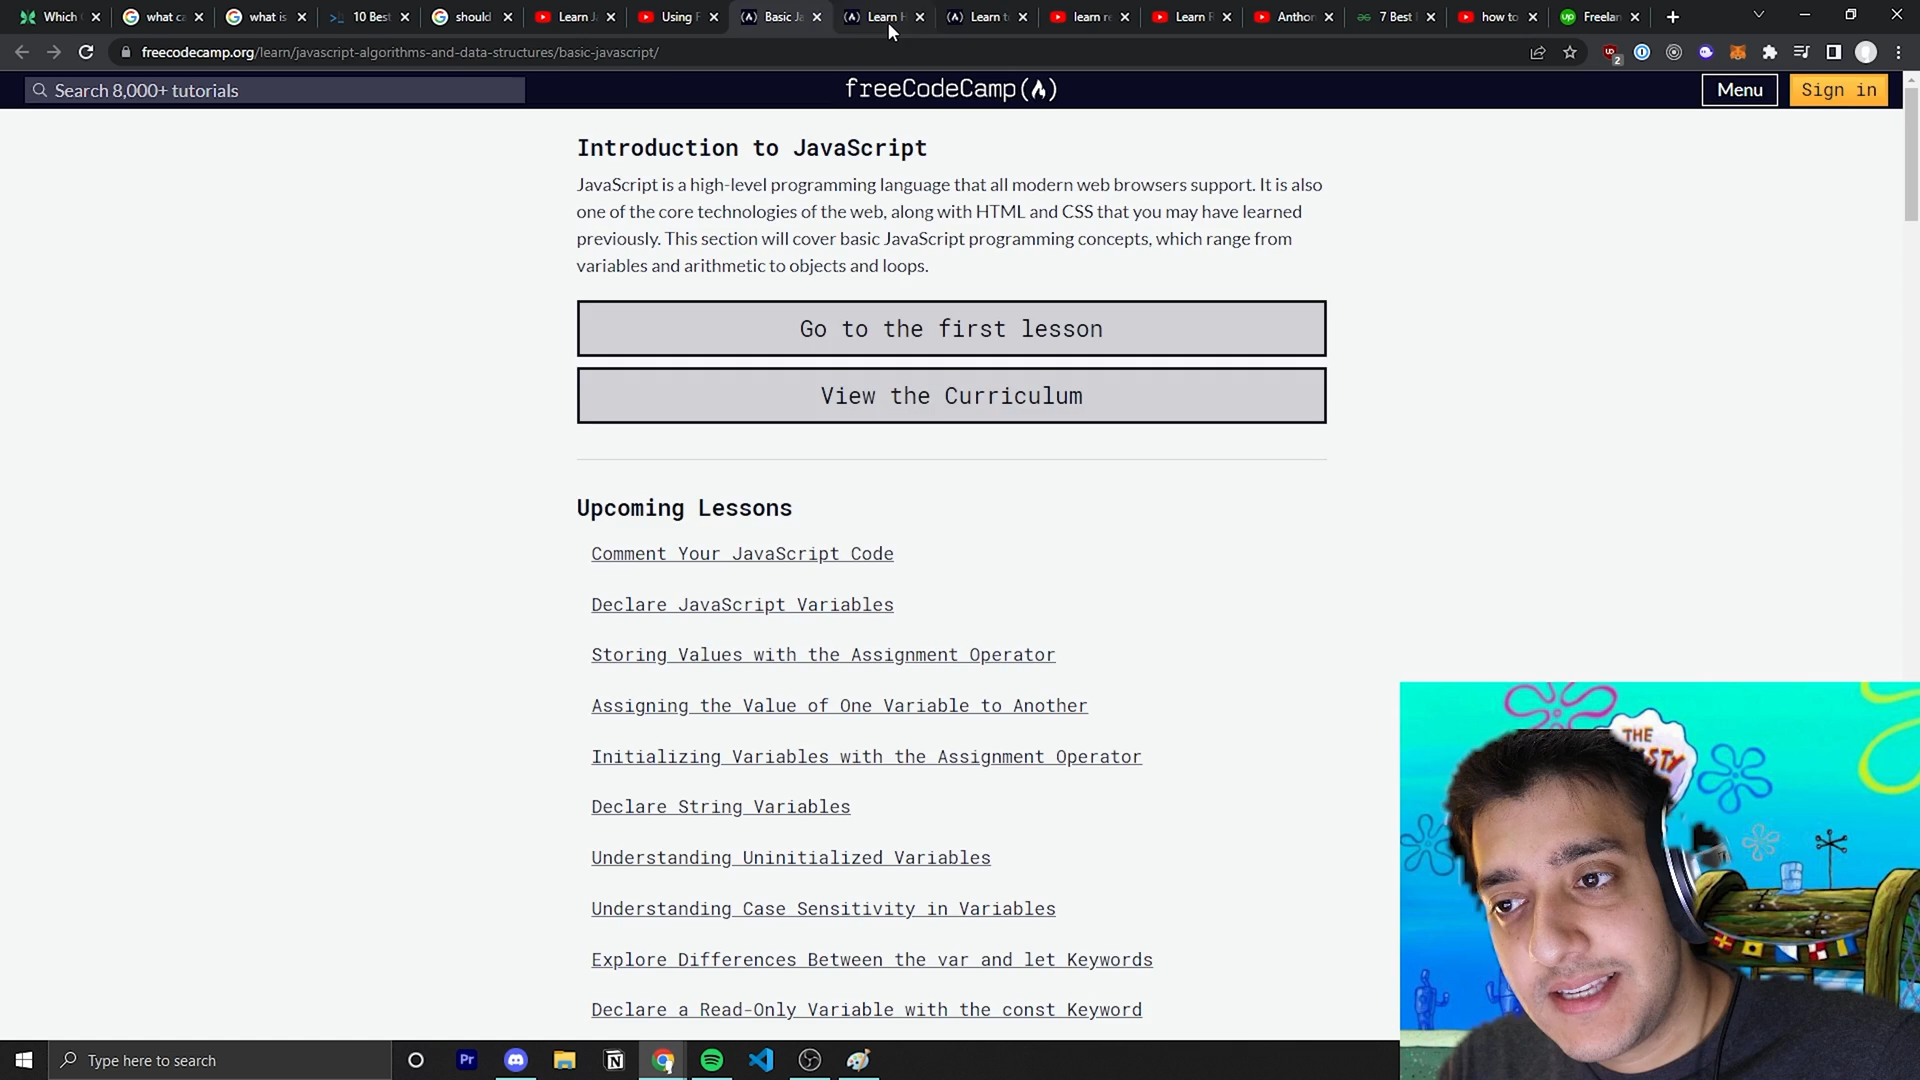 Which
what ca
what is
10 Best
should
Learn J
Using F
Basic Ja
Learn H
Learn to
learn re
Learn R
Anthon
7 Best
how to
Freelan
freecodecamp.org/learn/javascript-algorithms-and-data-structures/basic-javascript/
2
Search 8,000+ tutorials
freeCodeCamp
Menu
Sign in
Introduction to JavaScript
JavaScript is a high-level programming language that all modern web browsers support. It is also
one of the core technologies of the web, along with HTML and CSS that you may have learned
previously. This section will cover basic JavaScript programming concepts, which range from
variables and arithmetic to objects and loops.
Go to the first lesson
View the Curriculum
Upcoming Lessons
Comment Your JavaScript Code
Declare JavaScript Variables
Storing Values with the Assignment Operator
Assigning the Value of One Variable to Another
Initializing Variables with the Assignment Operator
Declare String Variables
Understanding Uninitialized Variables
Understanding Case Sensitivity in Variables
Explore Differences Between the var and let Keywords
Declare a Read-Only Variable with the const Keyword
THE
Type here to search
Pr